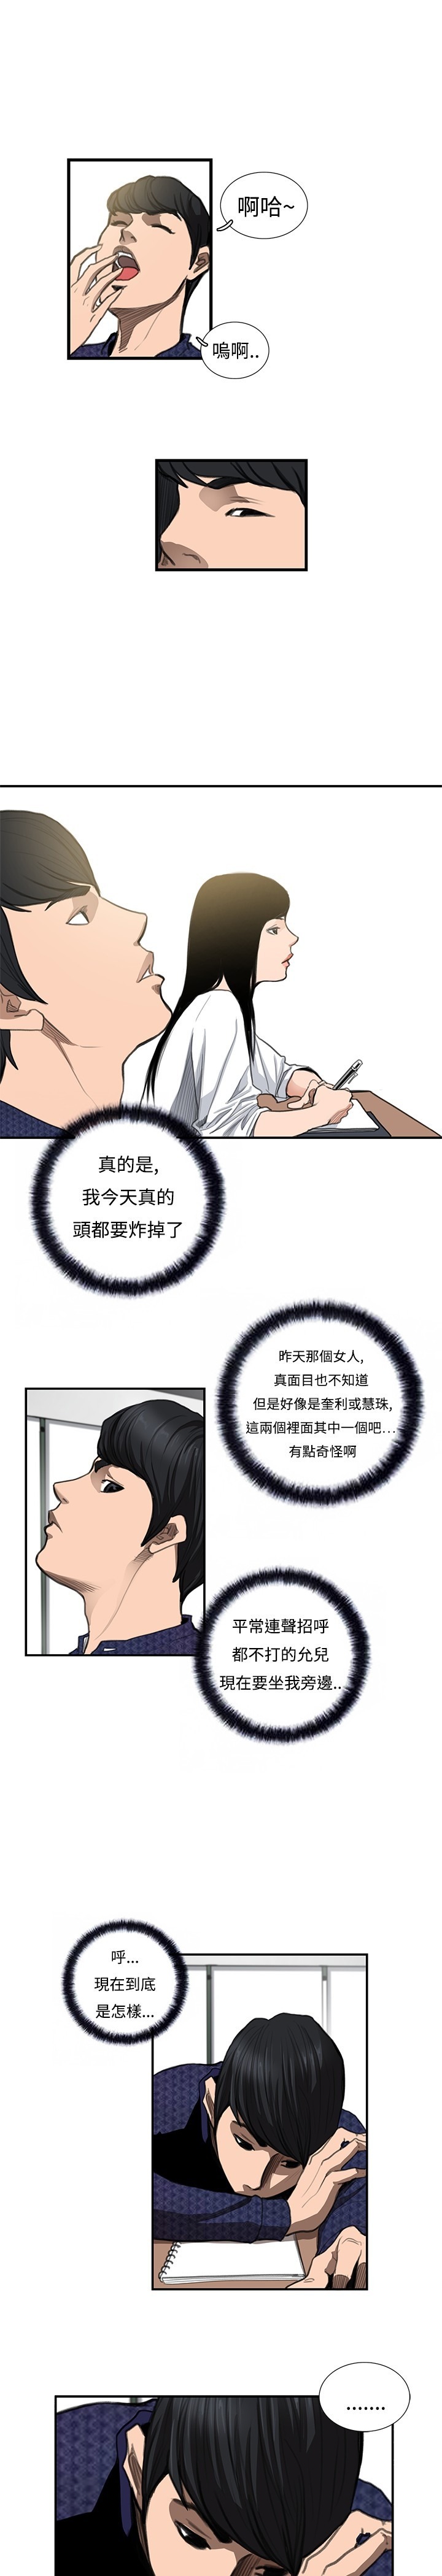 啊哈~
嗚啊..
真的是,
我今天真的
頭都要炸掉了
昨天那個女人,
真面目也不知道
但是好像是奎利或慧珠,
這兩個裡面其中一個吧...
有點奇怪啊
平常連聲招呼
都不打的允兒
現在要坐我旁邊..
呼...
現在到底
是怎樣...
.......